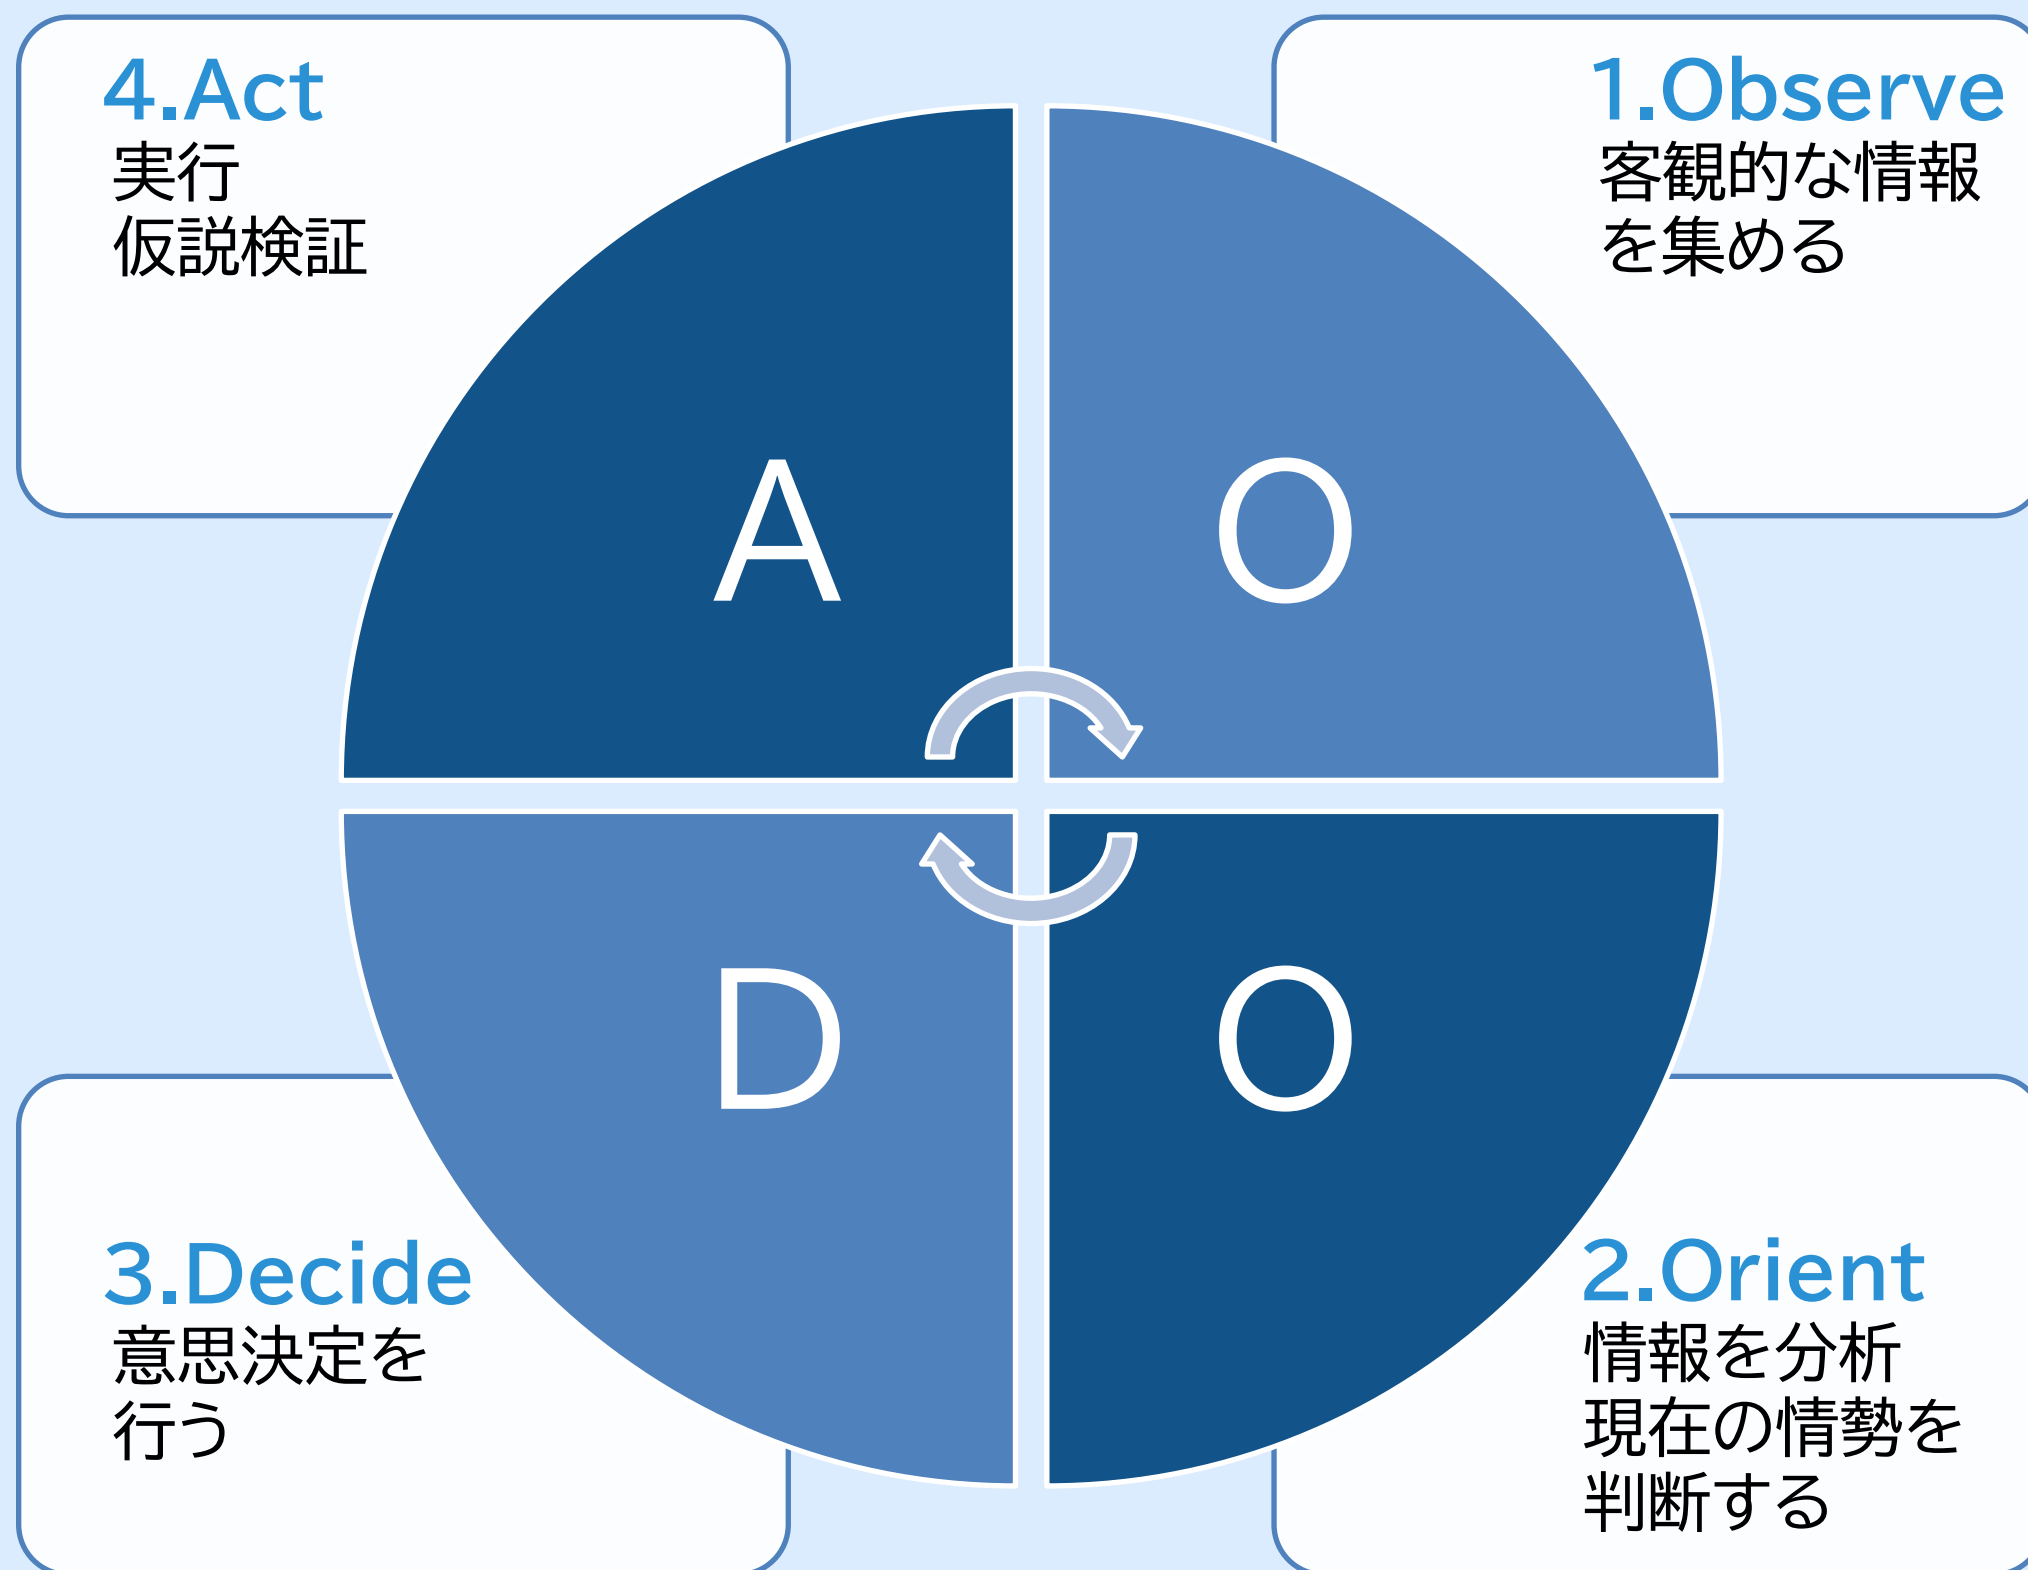 4.Act
実行
仮説検証
1.Observe
客観的な情報
を集める
A
O
D
O
3.Decide
意思決定を
行う
2.Orient
情報を分析
現在の情勢を
判断する